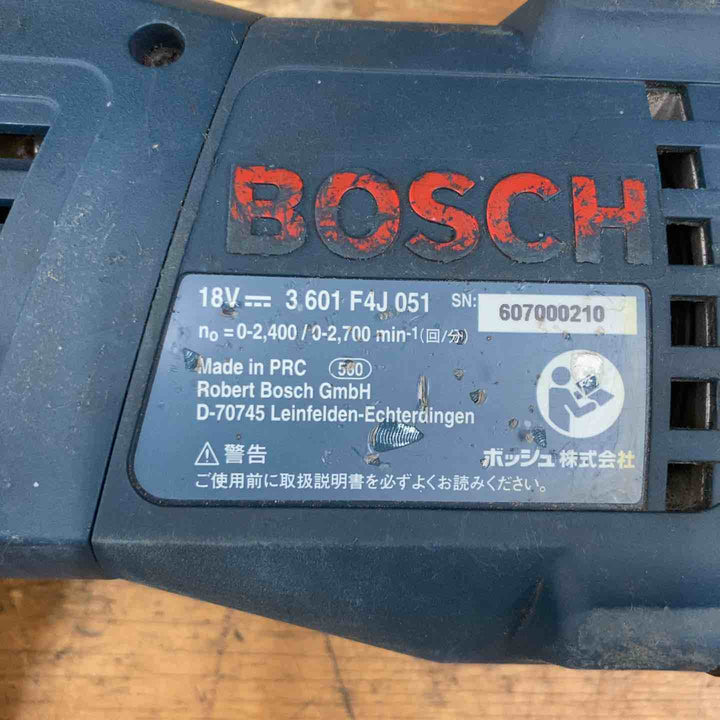 BOSCH
18V⎓ 3 601 F4J 051 SN: 607000210
n₀ = 0-2,400 / 0-2,700 min-¹(回/分)
Made in PRC 560
Robert Bosch GmbH
D-70745 Leinfelden-Echterdingen
警告 ボッシュ株式会社
ご使用前に取扱説明書を必ずよくお読みください。